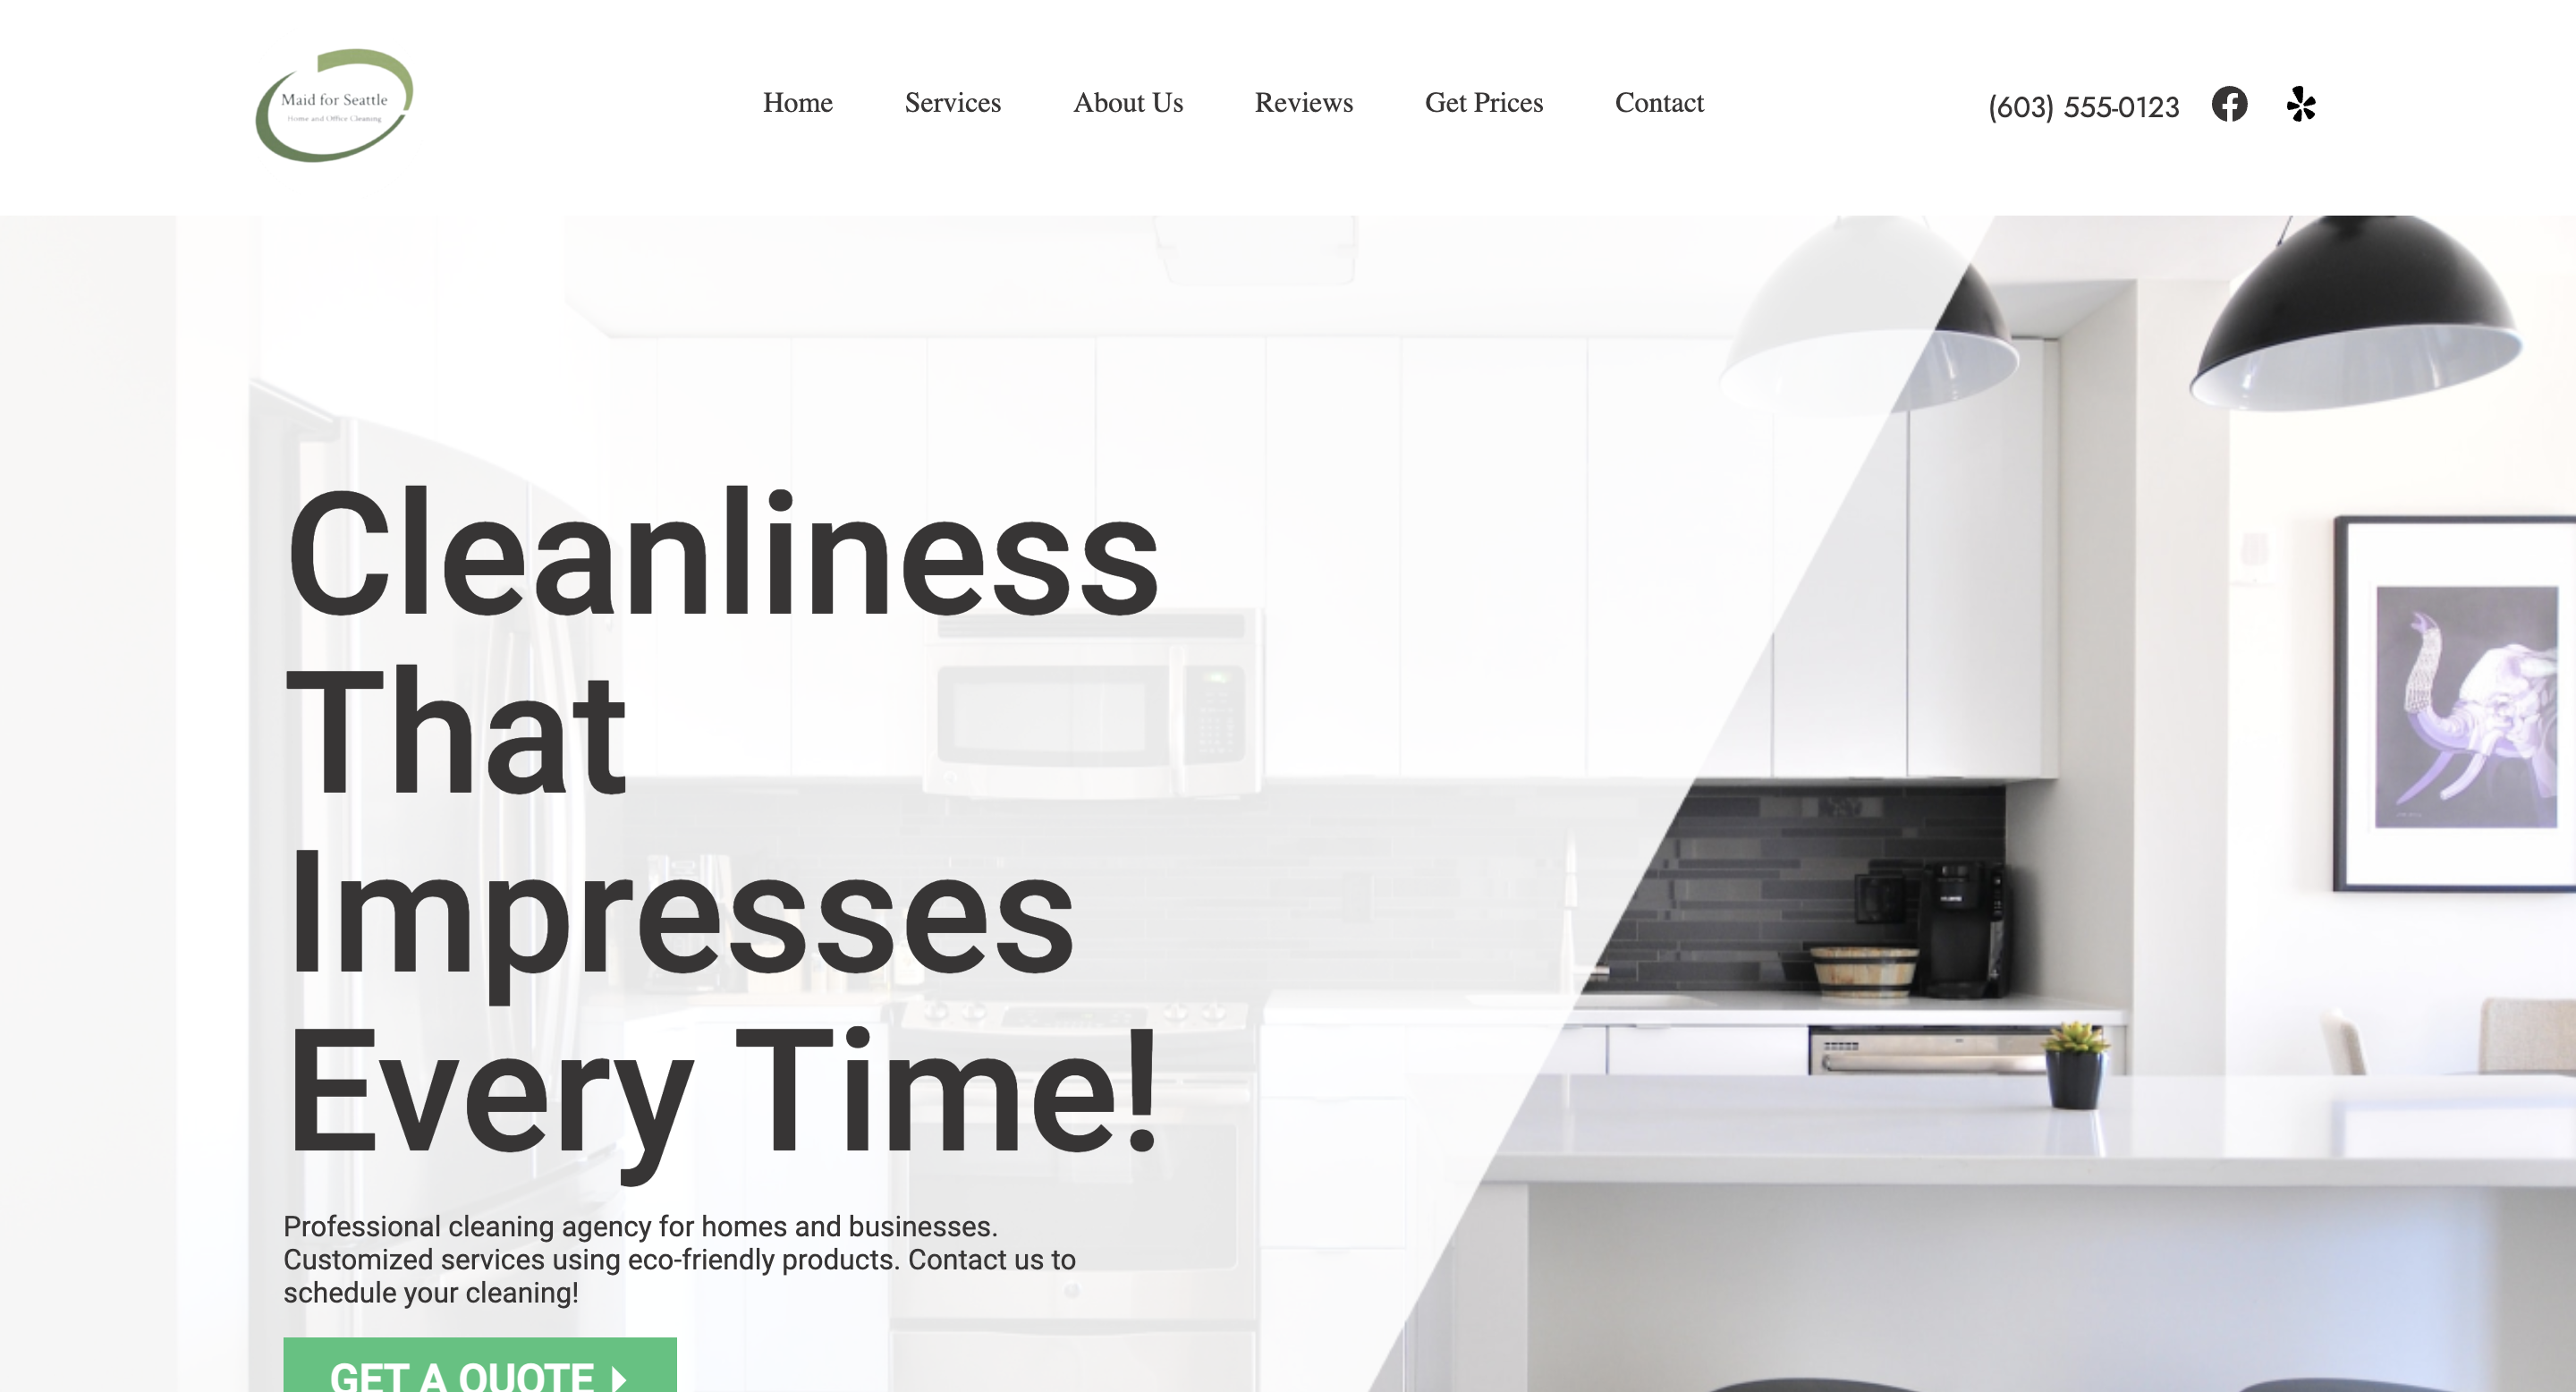 Maid for Seattle
Home and Office Cleaning
Home Services About Us Reviews Get Prices Contact
(603) 555-0123
Cleanliness
That
Impresses
Every Time!
Professional cleaning agency for homes and businesses.
Customized services using eco-friendly products. Contact us to
schedule your cleaning!
GET A QUOTE